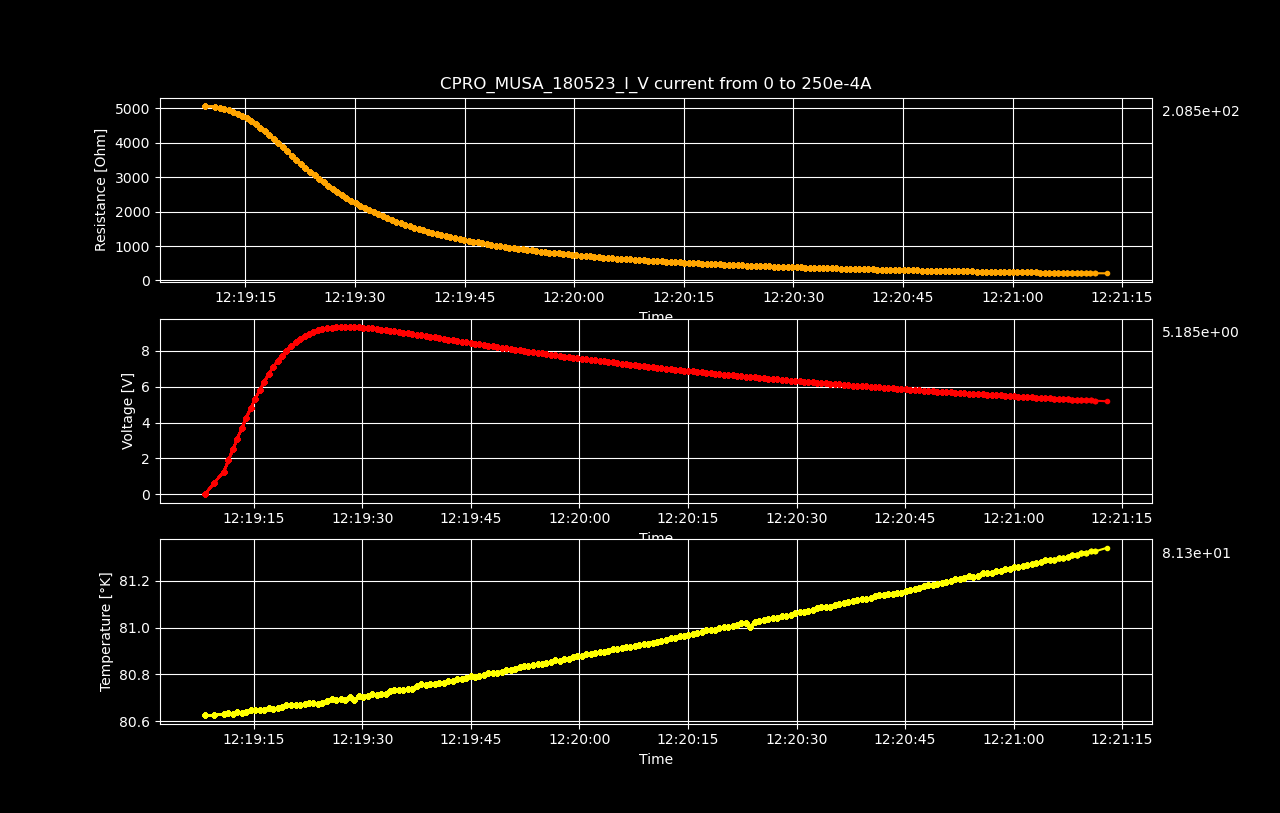 CPRO_MUSA_180523_I_V current from 0 to 250e-4A
2.085e+02
Resistance [Ohm]
5000
4000
3000
2000
1000
0
12:19:15 12:19:30 12:19:45 12:20:00 12:20:15 12:20:30 12:20:45 12:21:00 12:21:15
Time
5.185e+00
Voltage [V]
8
6
4
2
0
12:19:15 12:19:30 12:19:45 12:20:00 12:20:15 12:20:30 12:20:45 12:21:00 12:21:15
Time
8.13e+01
Temperature [°K]
81.2
81.0
80.8
80.6
12:19:15 12:19:30 12:19:45 12:20:00 12:20:15 12:20:30 12:20:45 12:21:00 12:21:15
Time